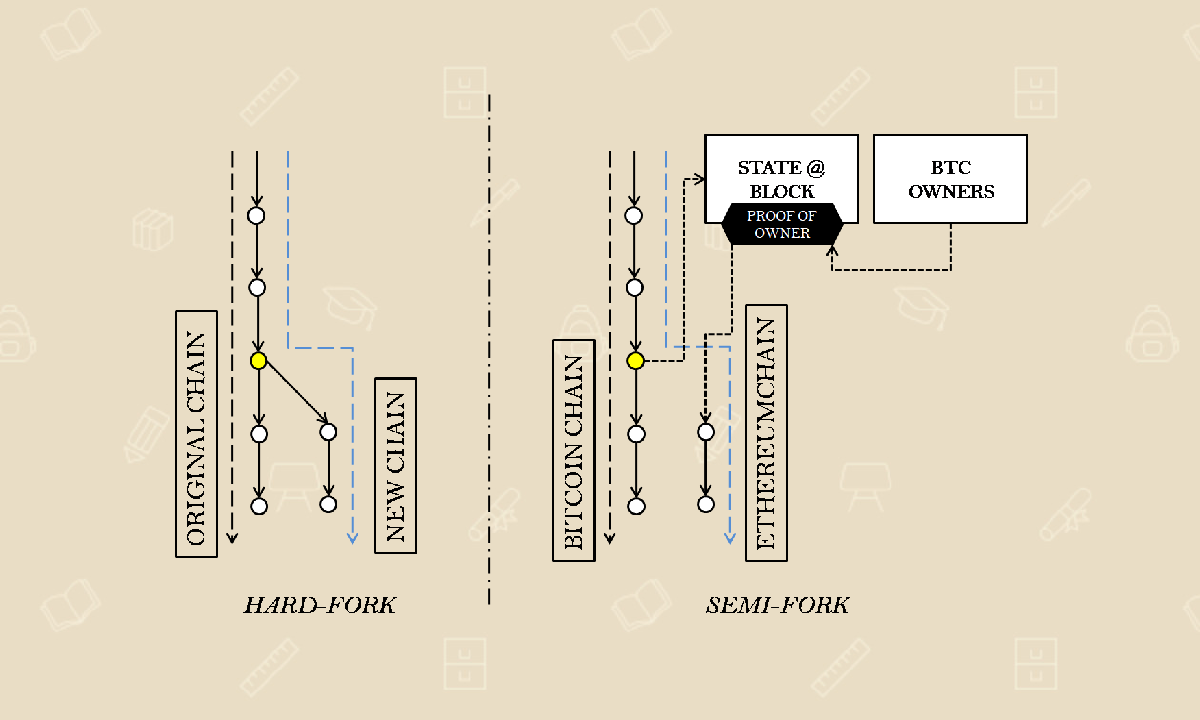 STATE @
BLOCK
PROOF OF
OWNER
BTC
OWNERS
ORIGINAL CHAIN
NEW CHAIN
BITCOIN CHAIN
ETHEREUMCHAIN
HARD-FORK
SEMI-FORK